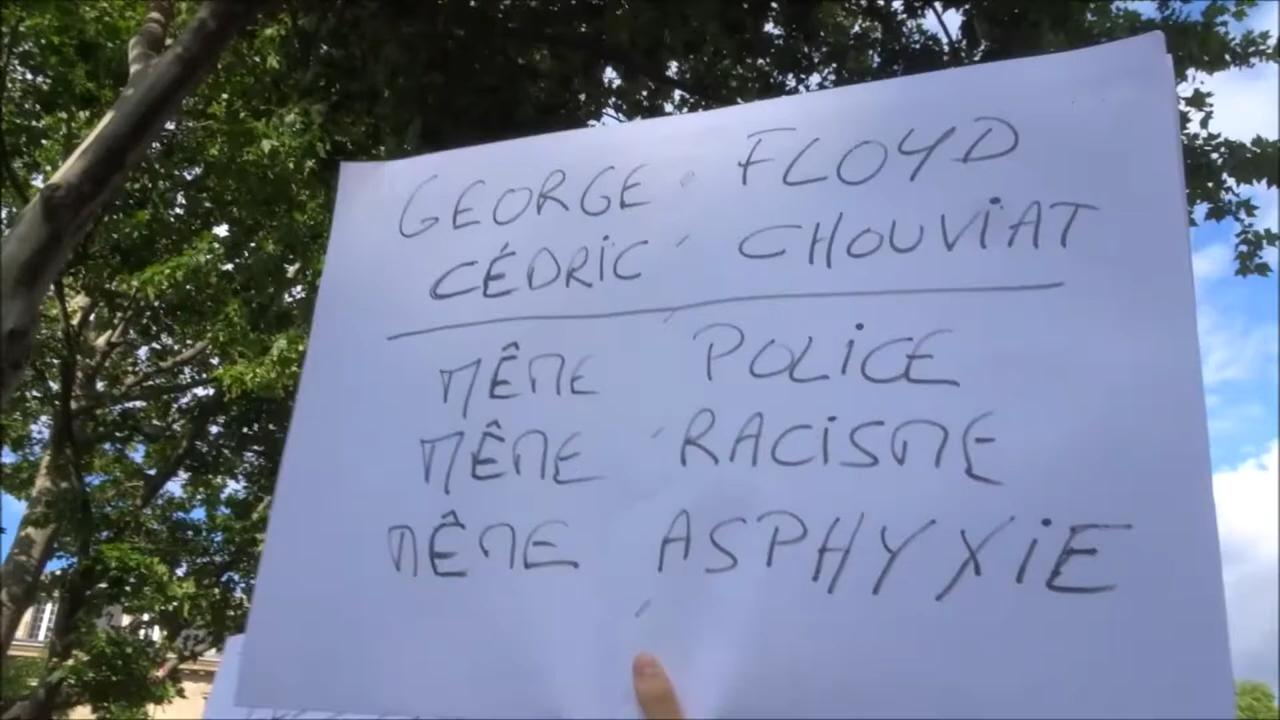 GEORGE FLOYD
CÉDRIC CHOUVIAT
MÊME POLICE
MÊME RACISME
MÊME ASPHYXIE